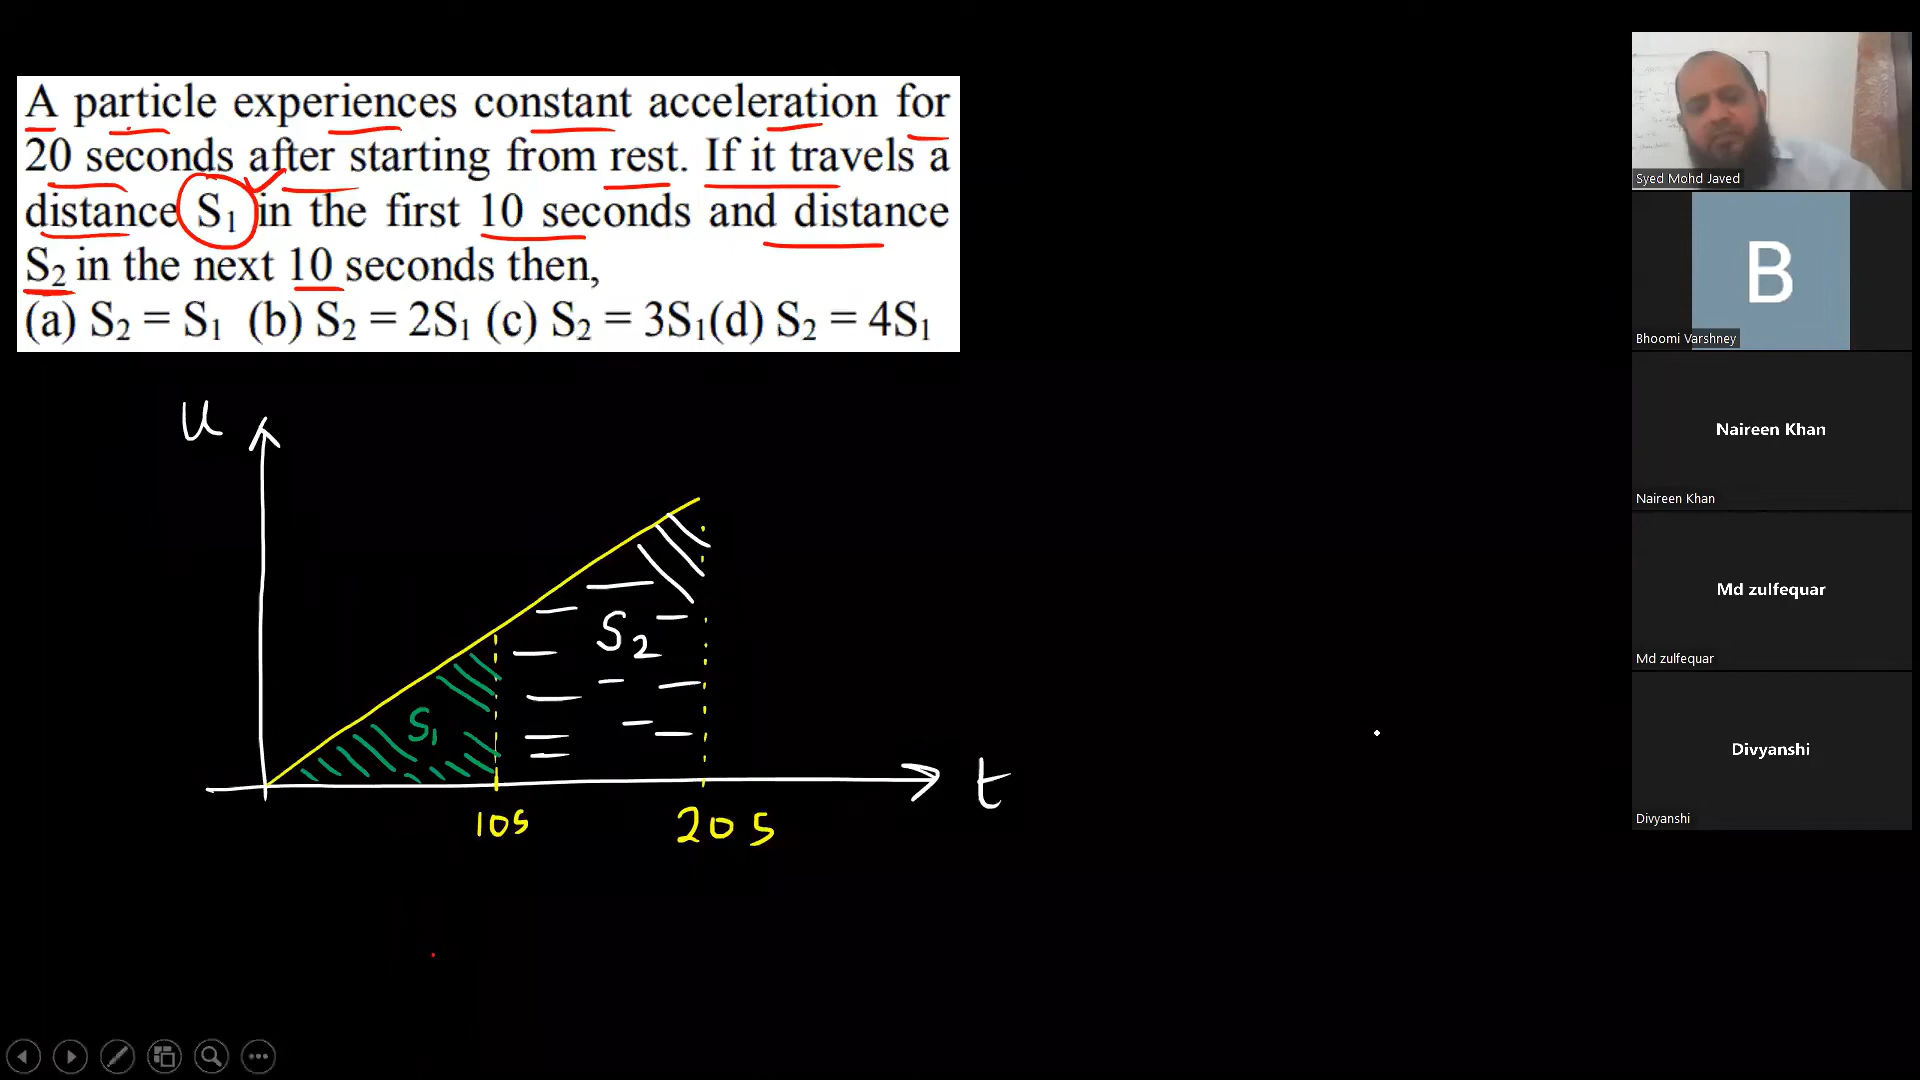 A particle experiences constant acceleration for
20 seconds after starting from rest. If it travels a
distance S₁ in the first 10 seconds and distance
S₂ in the next 10 seconds then,
(a) S₂ = S₁ (b) S₂ = 2S₁ (c) S₂ = 3S₁(d) S₂ = 4S₁
u
S₂
S₁
t
10s
20s
Syed Mohd Javed
B
Bhoomi Varshney
Naireen Khan
Naireen Khan
Md zulfequar
Md zulfequar
Divyanshi
Divyanshi